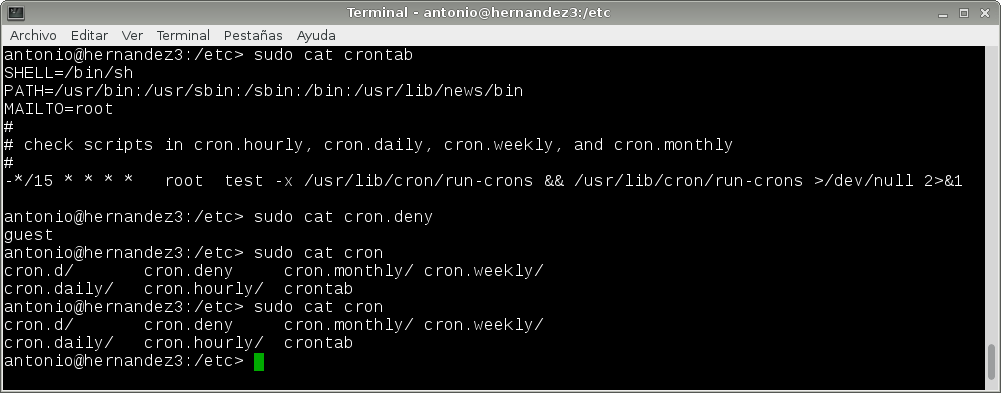 Terminal - antonio@hernandez3:/etc
Archivo Editar Ver Terminal Pestañas Ayuda
antonio@hernandez3:/etc> sudo cat crontab
SHELL=/bin/sh
PATH=/usr/bin:/usr/sbin:/sbin:/bin:/usr/lib/news/bin
MAILTO=root
#
# check scripts in cron.hourly, cron.daily, cron.weekly, and cron.monthly
#
-*/15 * * * *   root  test -x /usr/lib/cron/run-crons && /usr/lib/cron/run-crons >/dev/null 2>&1
antonio@hernandez3:/etc> sudo cat cron.deny
guest
antonio@hernandez3:/etc> sudo cat cron
cron.d/       cron.deny     cron.monthly/ cron.weekly/
cron.daily/   cron.hourly/  crontab
antonio@hernandez3:/etc> sudo cat cron
cron.d/       cron.deny     cron.monthly/ cron.weekly/
cron.daily/   cron.hourly/  crontab
antonio@hernandez3:/etc>